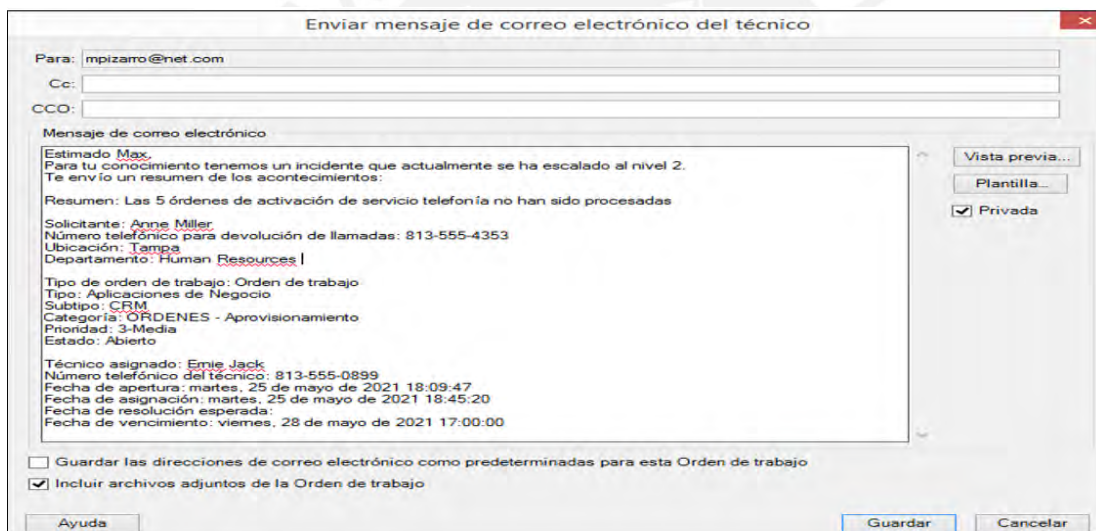 Enviar mensaje de correo electrónico del técnico
Para: mpizarro@net.com
Cc:
CCO:
Mensaje de correo electrónico
Estimado Max,
Para tu conocimiento tenemos un incidente que actualmente se ha escalado al nivel 2.
Te envío un resumen de los acontecimientos:
Resumen: Las 5 órdenes de activación de servicio telefonía no han sido procesadas
Solicitante: Anne Miller
Número telefónico para devolución de llamadas: 813-555-4353
Ubicación: Tampa
Departamento: Human Resources
Tipo de orden de trabajo: Orden de trabajo
Tipo: Aplicaciones de Negocio
Subtipo: CRM
Categoría: ORDENES - Aprovisionamiento
Prioridad: 3-Media
Estado: Abierto
Técnico asignado: Ernie Jack
Número telefónico del técnico: 813-555-0899
Fecha de apertura: martes, 25 de mayo de 2021 18:09:47
Fecha de asignación: martes, 25 de mayo de 2021 18:45:20
Fecha de resolución esperada:
Fecha de vencimiento: viernes, 28 de mayo de 2021 17:00:00
Vista previa...
Plantilla...
Privada
Guardar las direcciones de correo electrónico como predeterminadas para esta Orden de trabajo
Incluir archivos adjuntos de la Orden de trabajo
Ayuda
Guardar
Cancelar